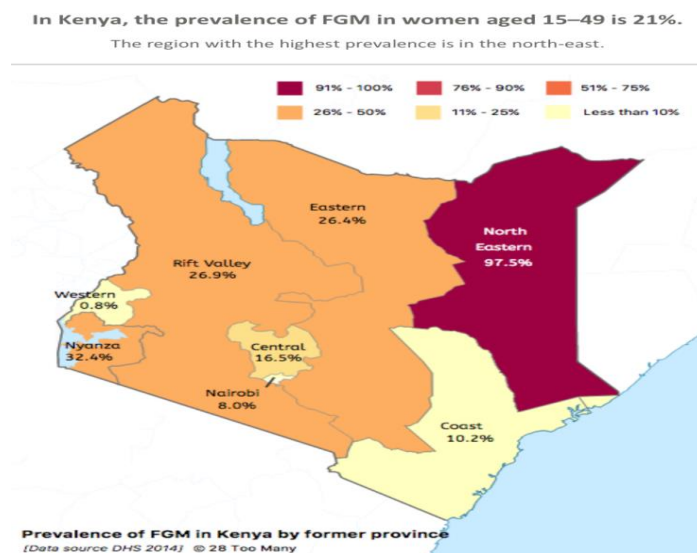 In Kenya, the prevalence of FGM in women aged 15–49 is 21%.
The region with the highest prevalence is in the north-east.
91% - 100%
76% - 90%
51% - 75%
26% - 50%
11% - 25%
Less than 10%
Eastern
26.4%
North
Eastern
97.5%
Rift Valley
26.9%
Western
0.8%
Nyanza
32.4%
Central
16.5%
Nairobi
8.0%
Coast
10.2%
Prevalence of FGM in Kenya by former province
[Data source DHS 2014] © 28 Too Many